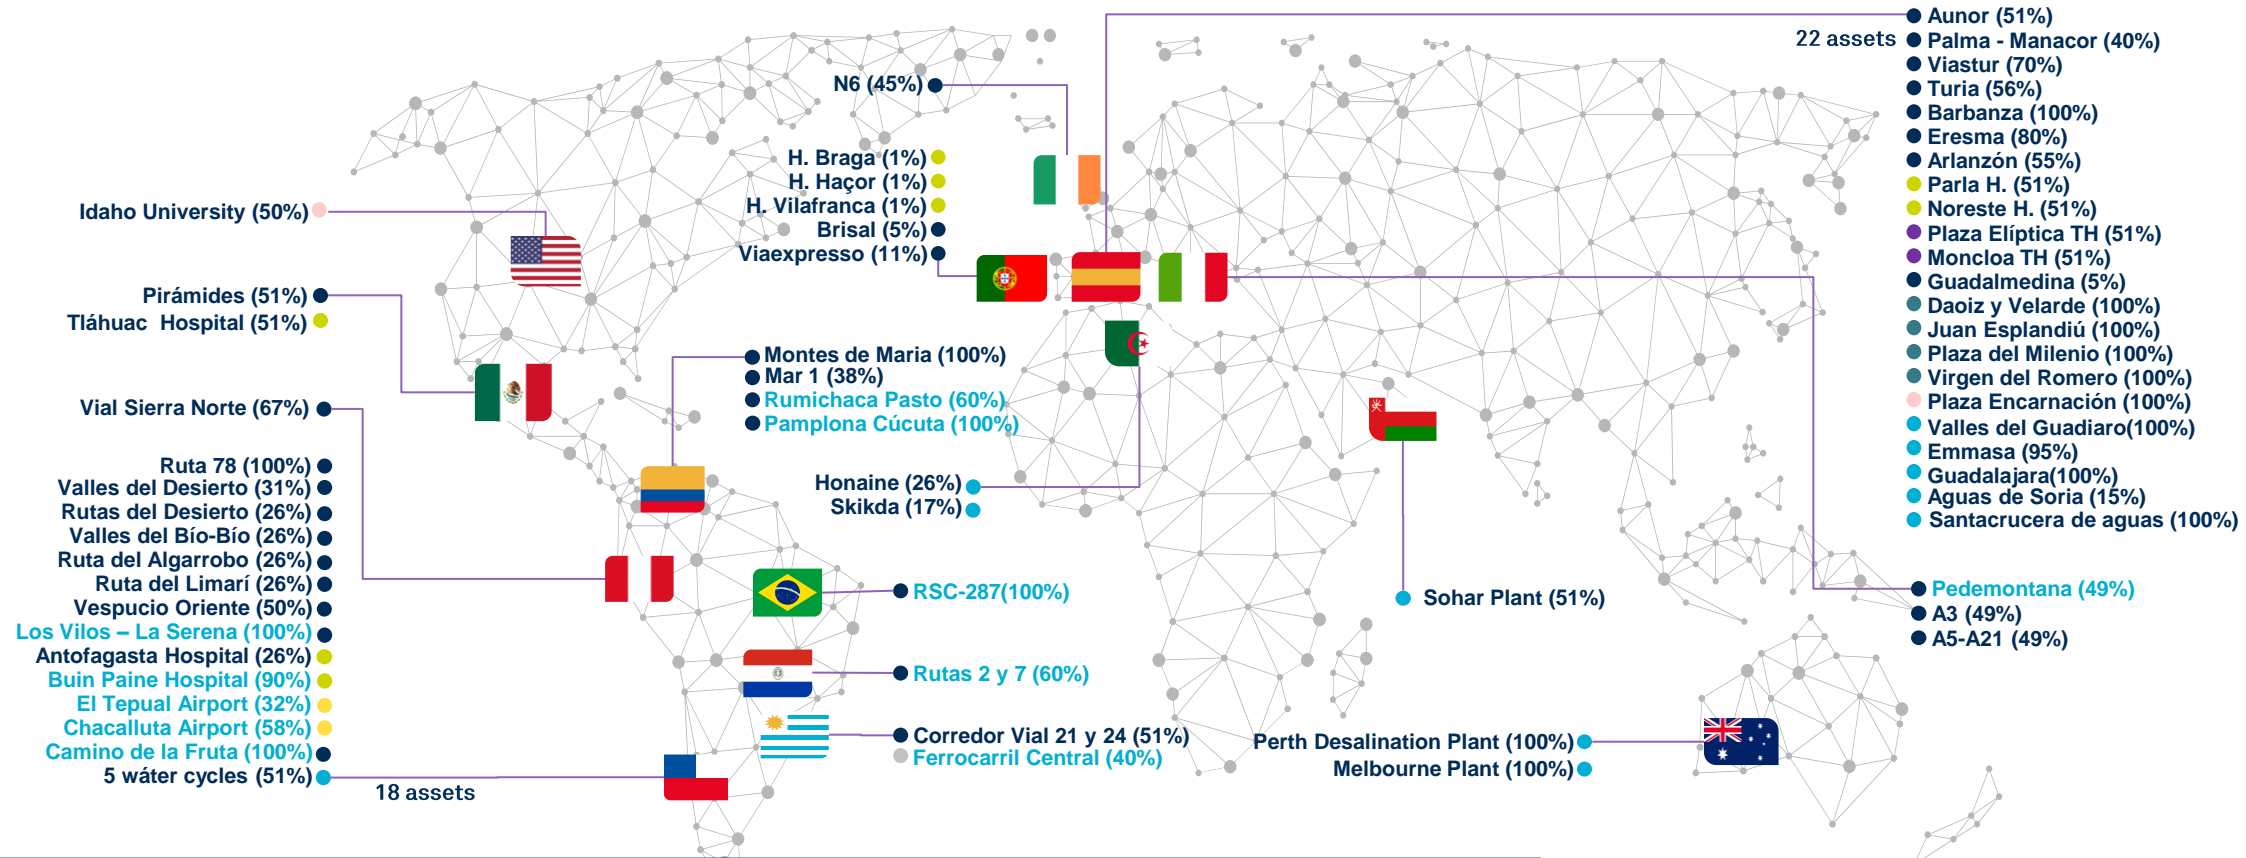 Idaho University (50%)
Pirámides (51%)
Tláhuac Hospital (51%)
Vial Sierra Norte (67%)
Ruta 78 (100%)
Valles del Desierto (31%)
Rutas del Desierto (26%)
Valles del Bío-Bío (26%)
Ruta del Algarrobo (26%)
Ruta del Limarí (26%)
Vespucio Oriente (50%)
Los Vilos – La Serena (100%)
Antofagasta Hospital (26%)
Buin Paine Hospital (90%)
El Tepual Airport (32%)
Chacalluta Airport (58%)
Camino de la Fruta (100%)
5 wáter cycles (51%)
18 assets
N6 (45%)
H. Braga (1%)
H. Haçor (1%)
H. Vilafranca (1%)
Brisal (5%)
Viaexpresso (11%)
Montes de Maria (100%)
Mar 1 (38%)
Rumichaca Pasto (60%)
Pamplona Cúcuta (100%)
Honaine (26%)
Skikda (17%)
RSC-287(100%)
Rutas 2 y 7 (60%)
Corredor Vial 21 y 24 (51%)
Ferrocarril Central (40%)
Sohar Plant (51%)
Perth Desalination Plant (100%)
Melbourne Plant (100%)
22 assets
Aunor (51%)
Palma - Manacor (40%)
Viastur (70%)
Turia (56%)
Barbanza (100%)
Eresma (80%)
Arlanzón (55%)
Parla H. (51%)
Noreste H. (51%)
Plaza Elíptica TH (51%)
Moncloa TH (51%)
Guadalmedina (5%)
Daoiz y Velarde (100%)
Juan Esplandiú (100%)
Plaza del Milenio (100%)
Virgen del Romero (100%)
Plaza Encarnación (100%)
Valles del Guadiaro(100%)
Emmasa (95%)
Guadalajara(100%)
Aguas de Soria (15%)
Santacrucera de aguas (100%)
Pedemontana (49%)
A3 (49%)
A5-A21 (49%)